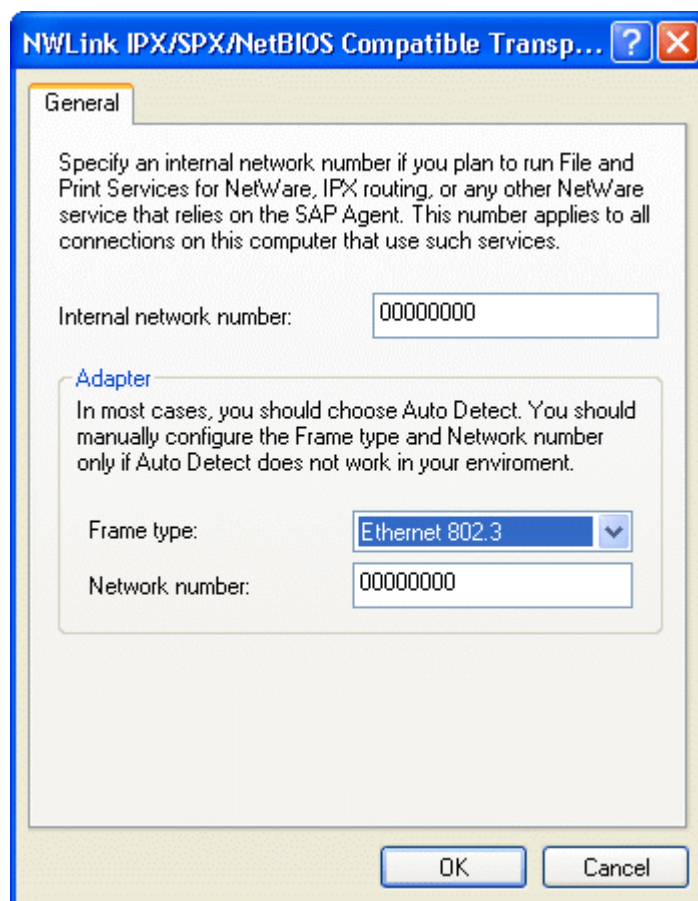 NWLink IPX/SPX/NetBIOS Compatible Transp...
General
Specify an internal network number if you plan to run File and
Print Services for NetWare, IPX routing, or any other NetWare
service that relies on the SAP Agent. This number applies to all
connections on this computer that use such services.
Internal network number: 00000000
Adapter
In most cases, you should choose Auto Detect. You should
manually configure the Frame type and Network number
only if Auto Detect does not work in your enviroment.
Frame type: Ethernet 802.3
Network number: 00000000
OK Cancel